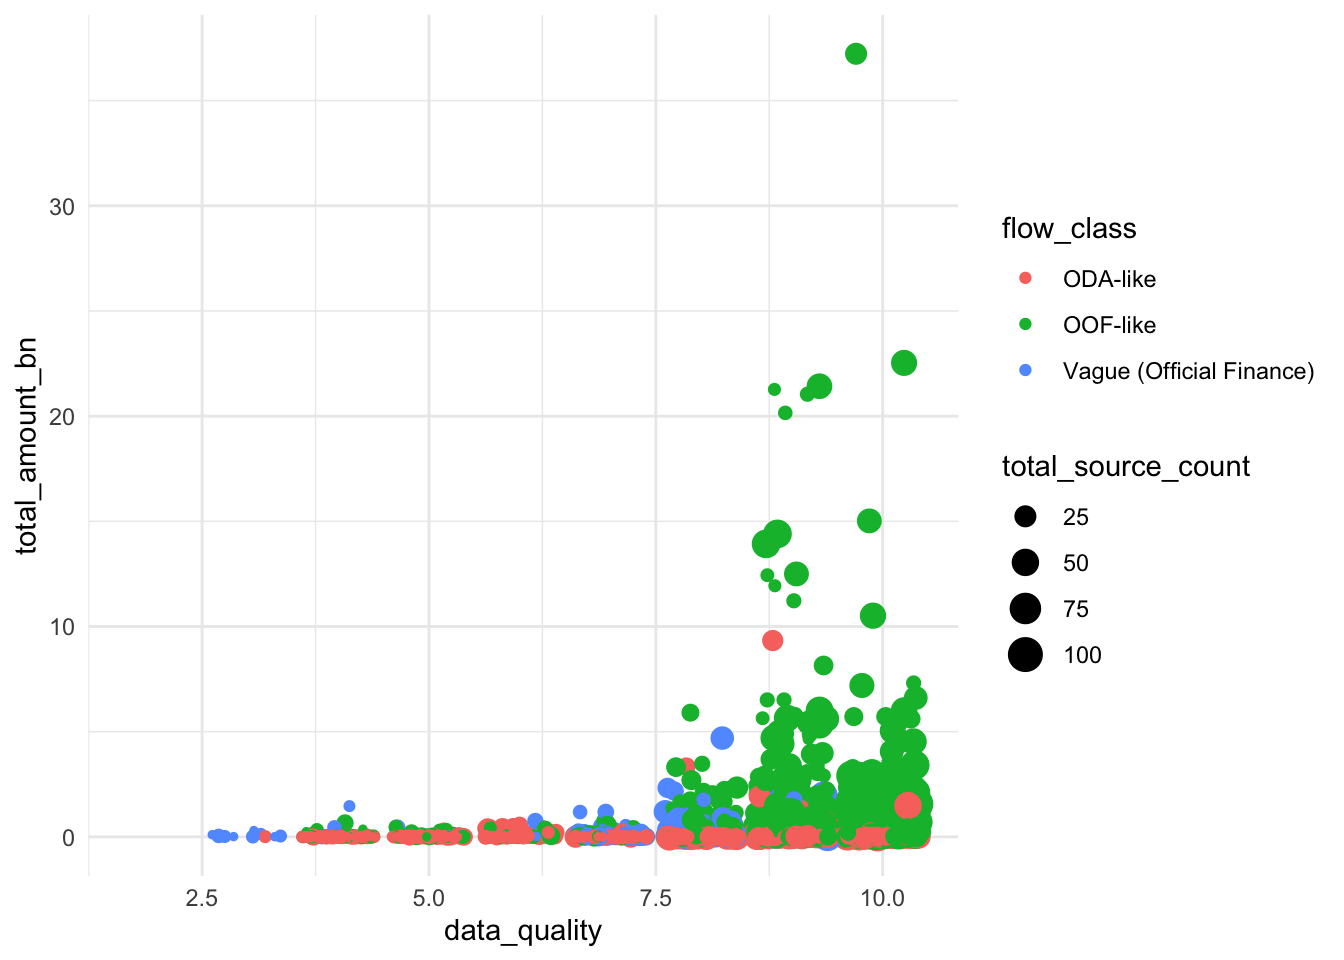 30
20
10
0
2.5 5.0 7.5 10.0
data_quality
total_amount_bn
flow_class
ODA-like
OOF-like
Vague (Official Finance)
total_source_count
25
50
75
100